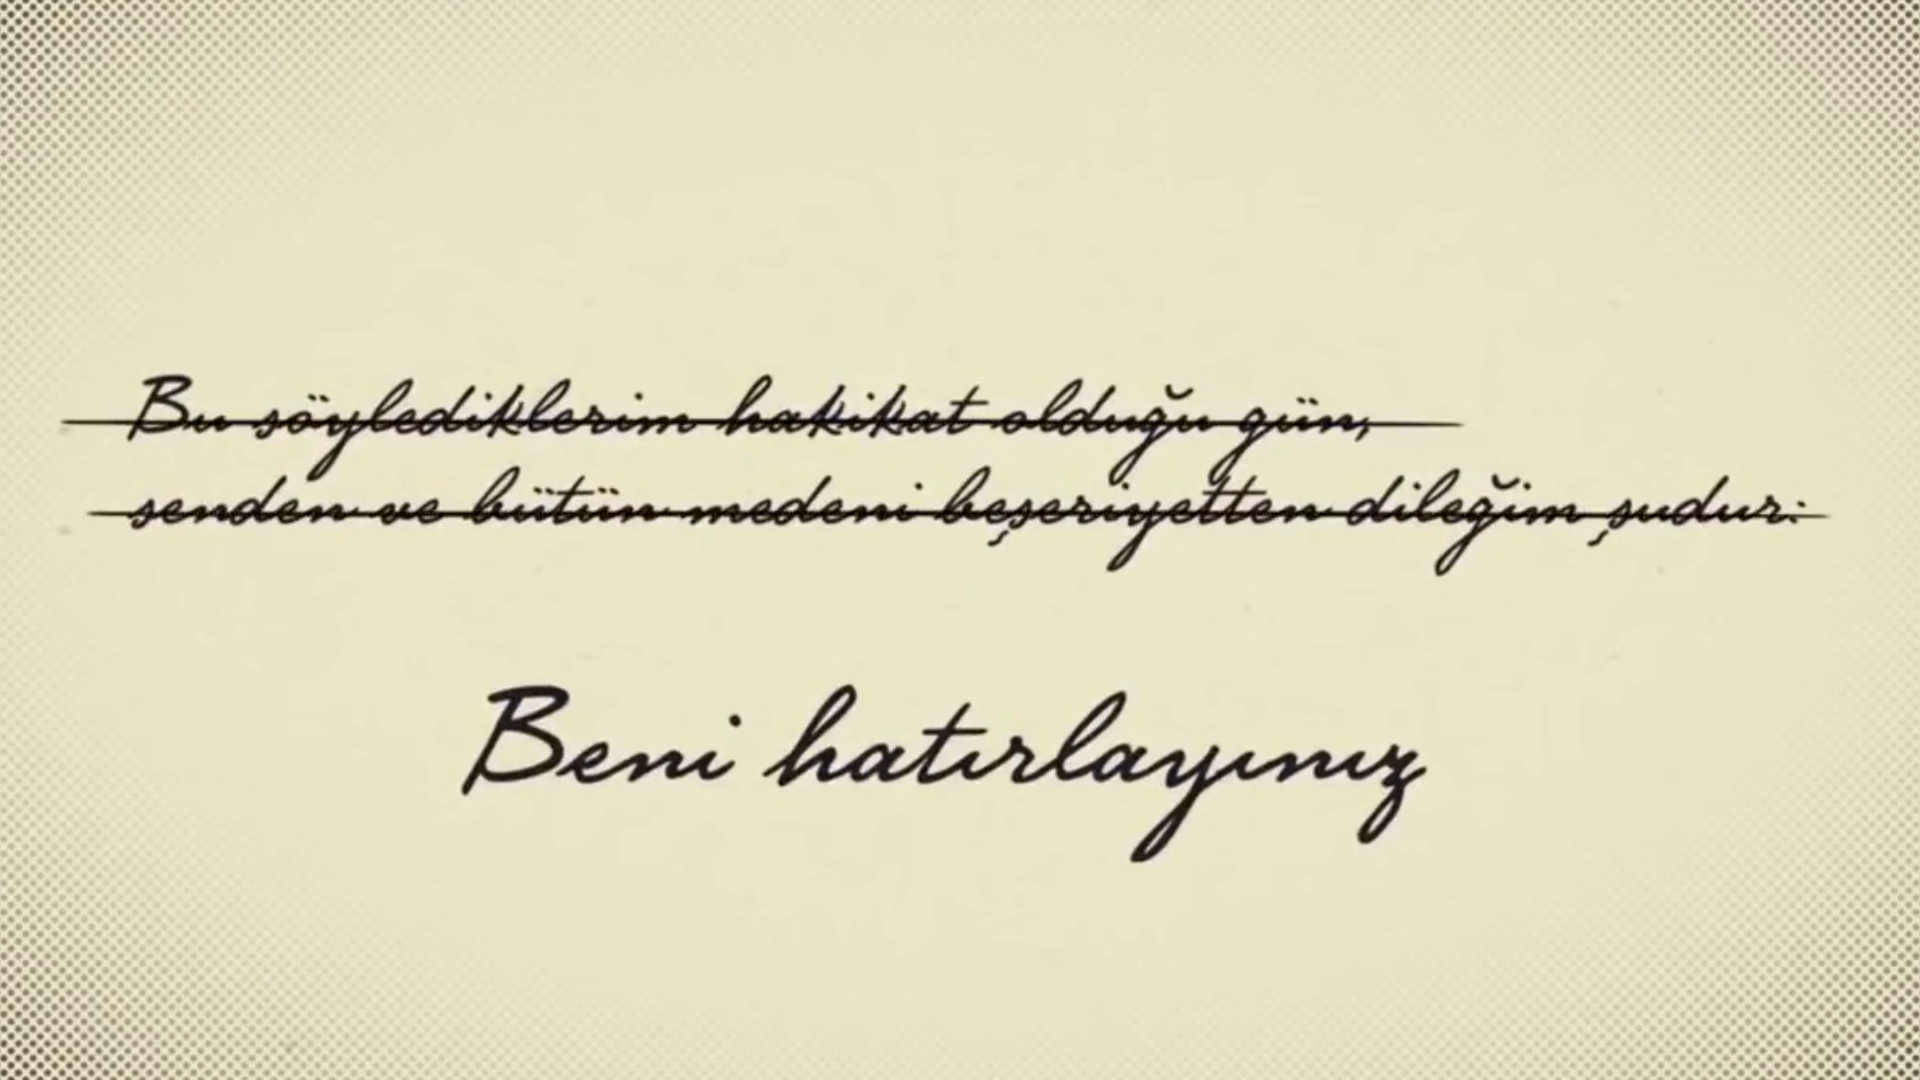 Bu söylediklerim hakikat olduğu gün,
senden ve bütün medeni beşeriyetten dileğim şudur:
Beni hatırlayınız